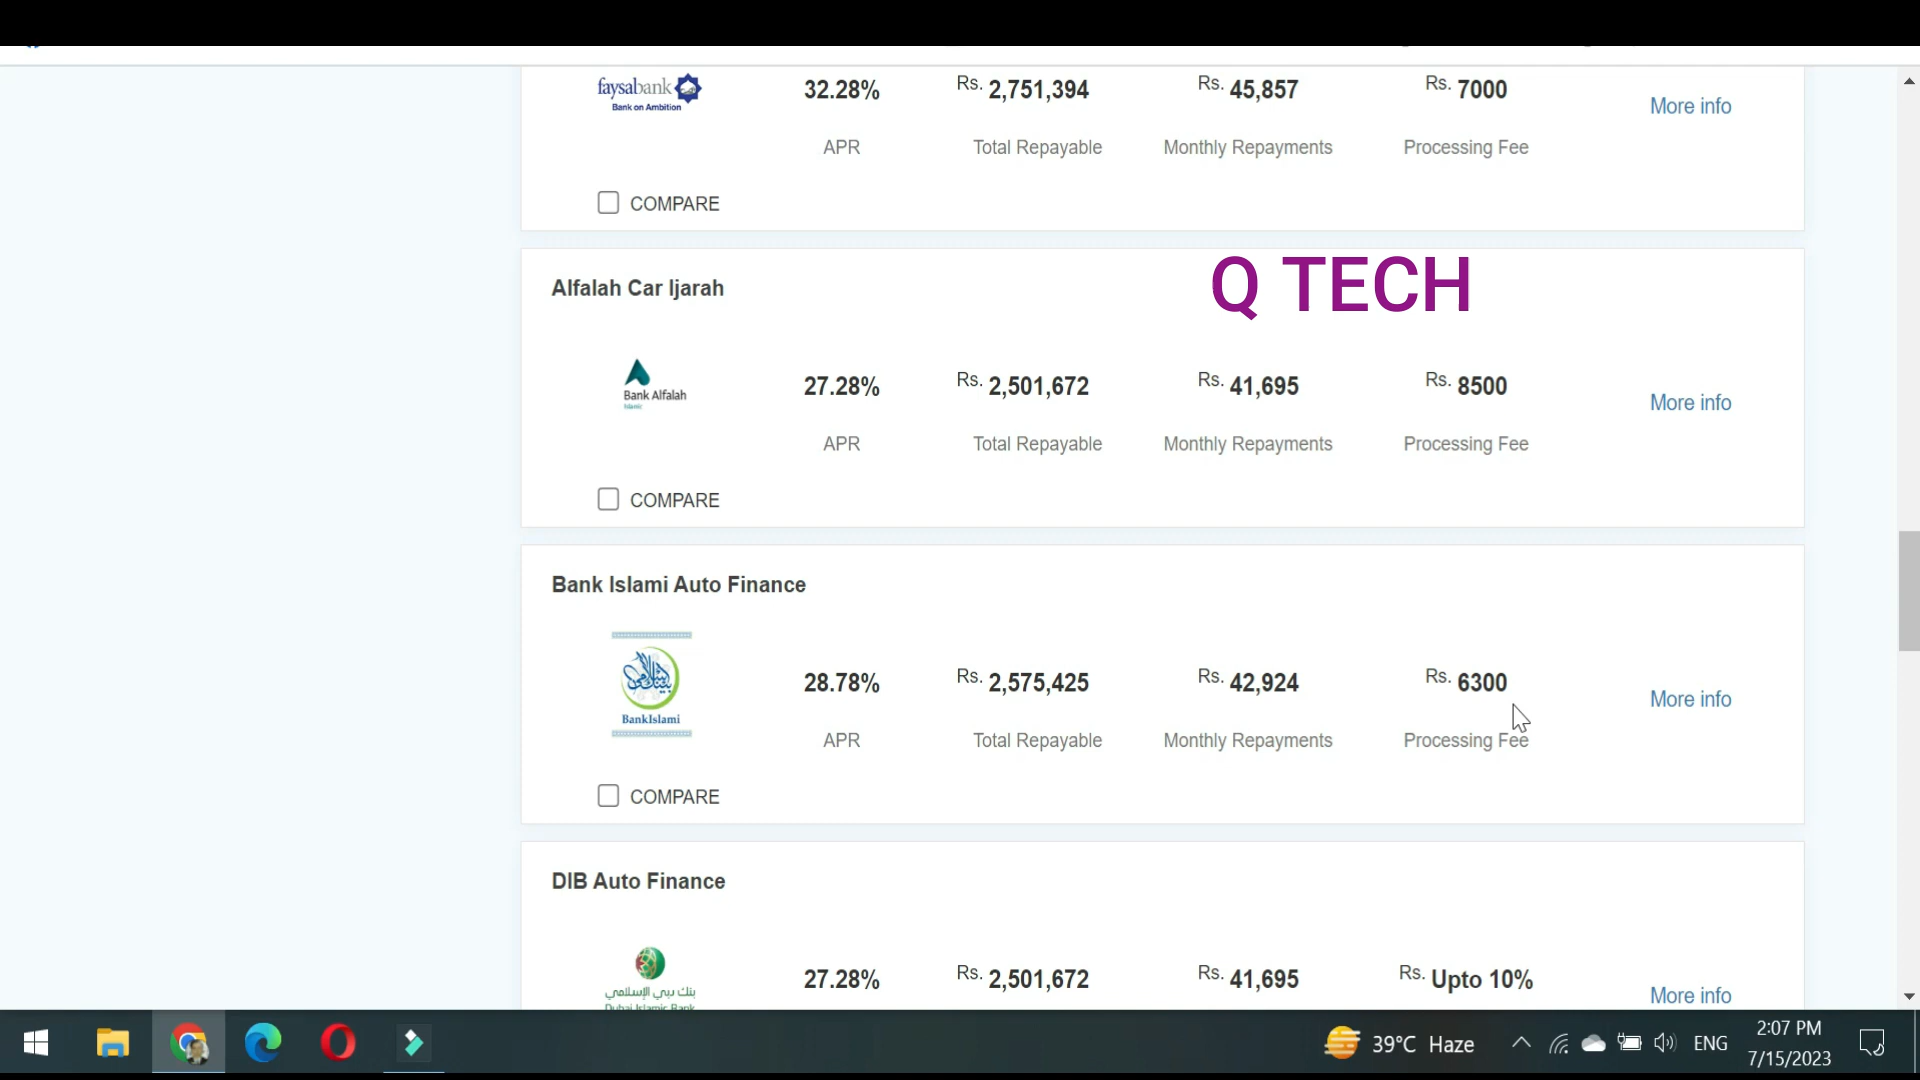 faysabank
Bank on Ambition
32.28%
Rs. 2,751,394
Rs. 45,857
Rs. 7000
More info
APR
Total Repayable
Monthly Repayments
Processing Fee
COMPARE
Alfalah Car Ijarah
Q TECH
Bank Alfalah
Islamic
27.28%
Rs. 2,501,672
Rs. 41,695
Rs. 8500
More info
APR
Total Repayable
Monthly Repayments
Processing Fee
COMPARE
Bank Islami Auto Finance
BankIslami
28.78%
Rs. 2,575,425
Rs. 42,924
Rs. 6300
More info
APR
Total Repayable
Monthly Repayments
Processing Fee
COMPARE
DIB Auto Finance
بنك دبي الإسلامي
Dubai Islamic Bank
27.28%
Rs. 2,501,672
Rs. 41,695
Rs. Upto 10%
More info
39°C Haze
ENG
2:07 PM
7/15/2023